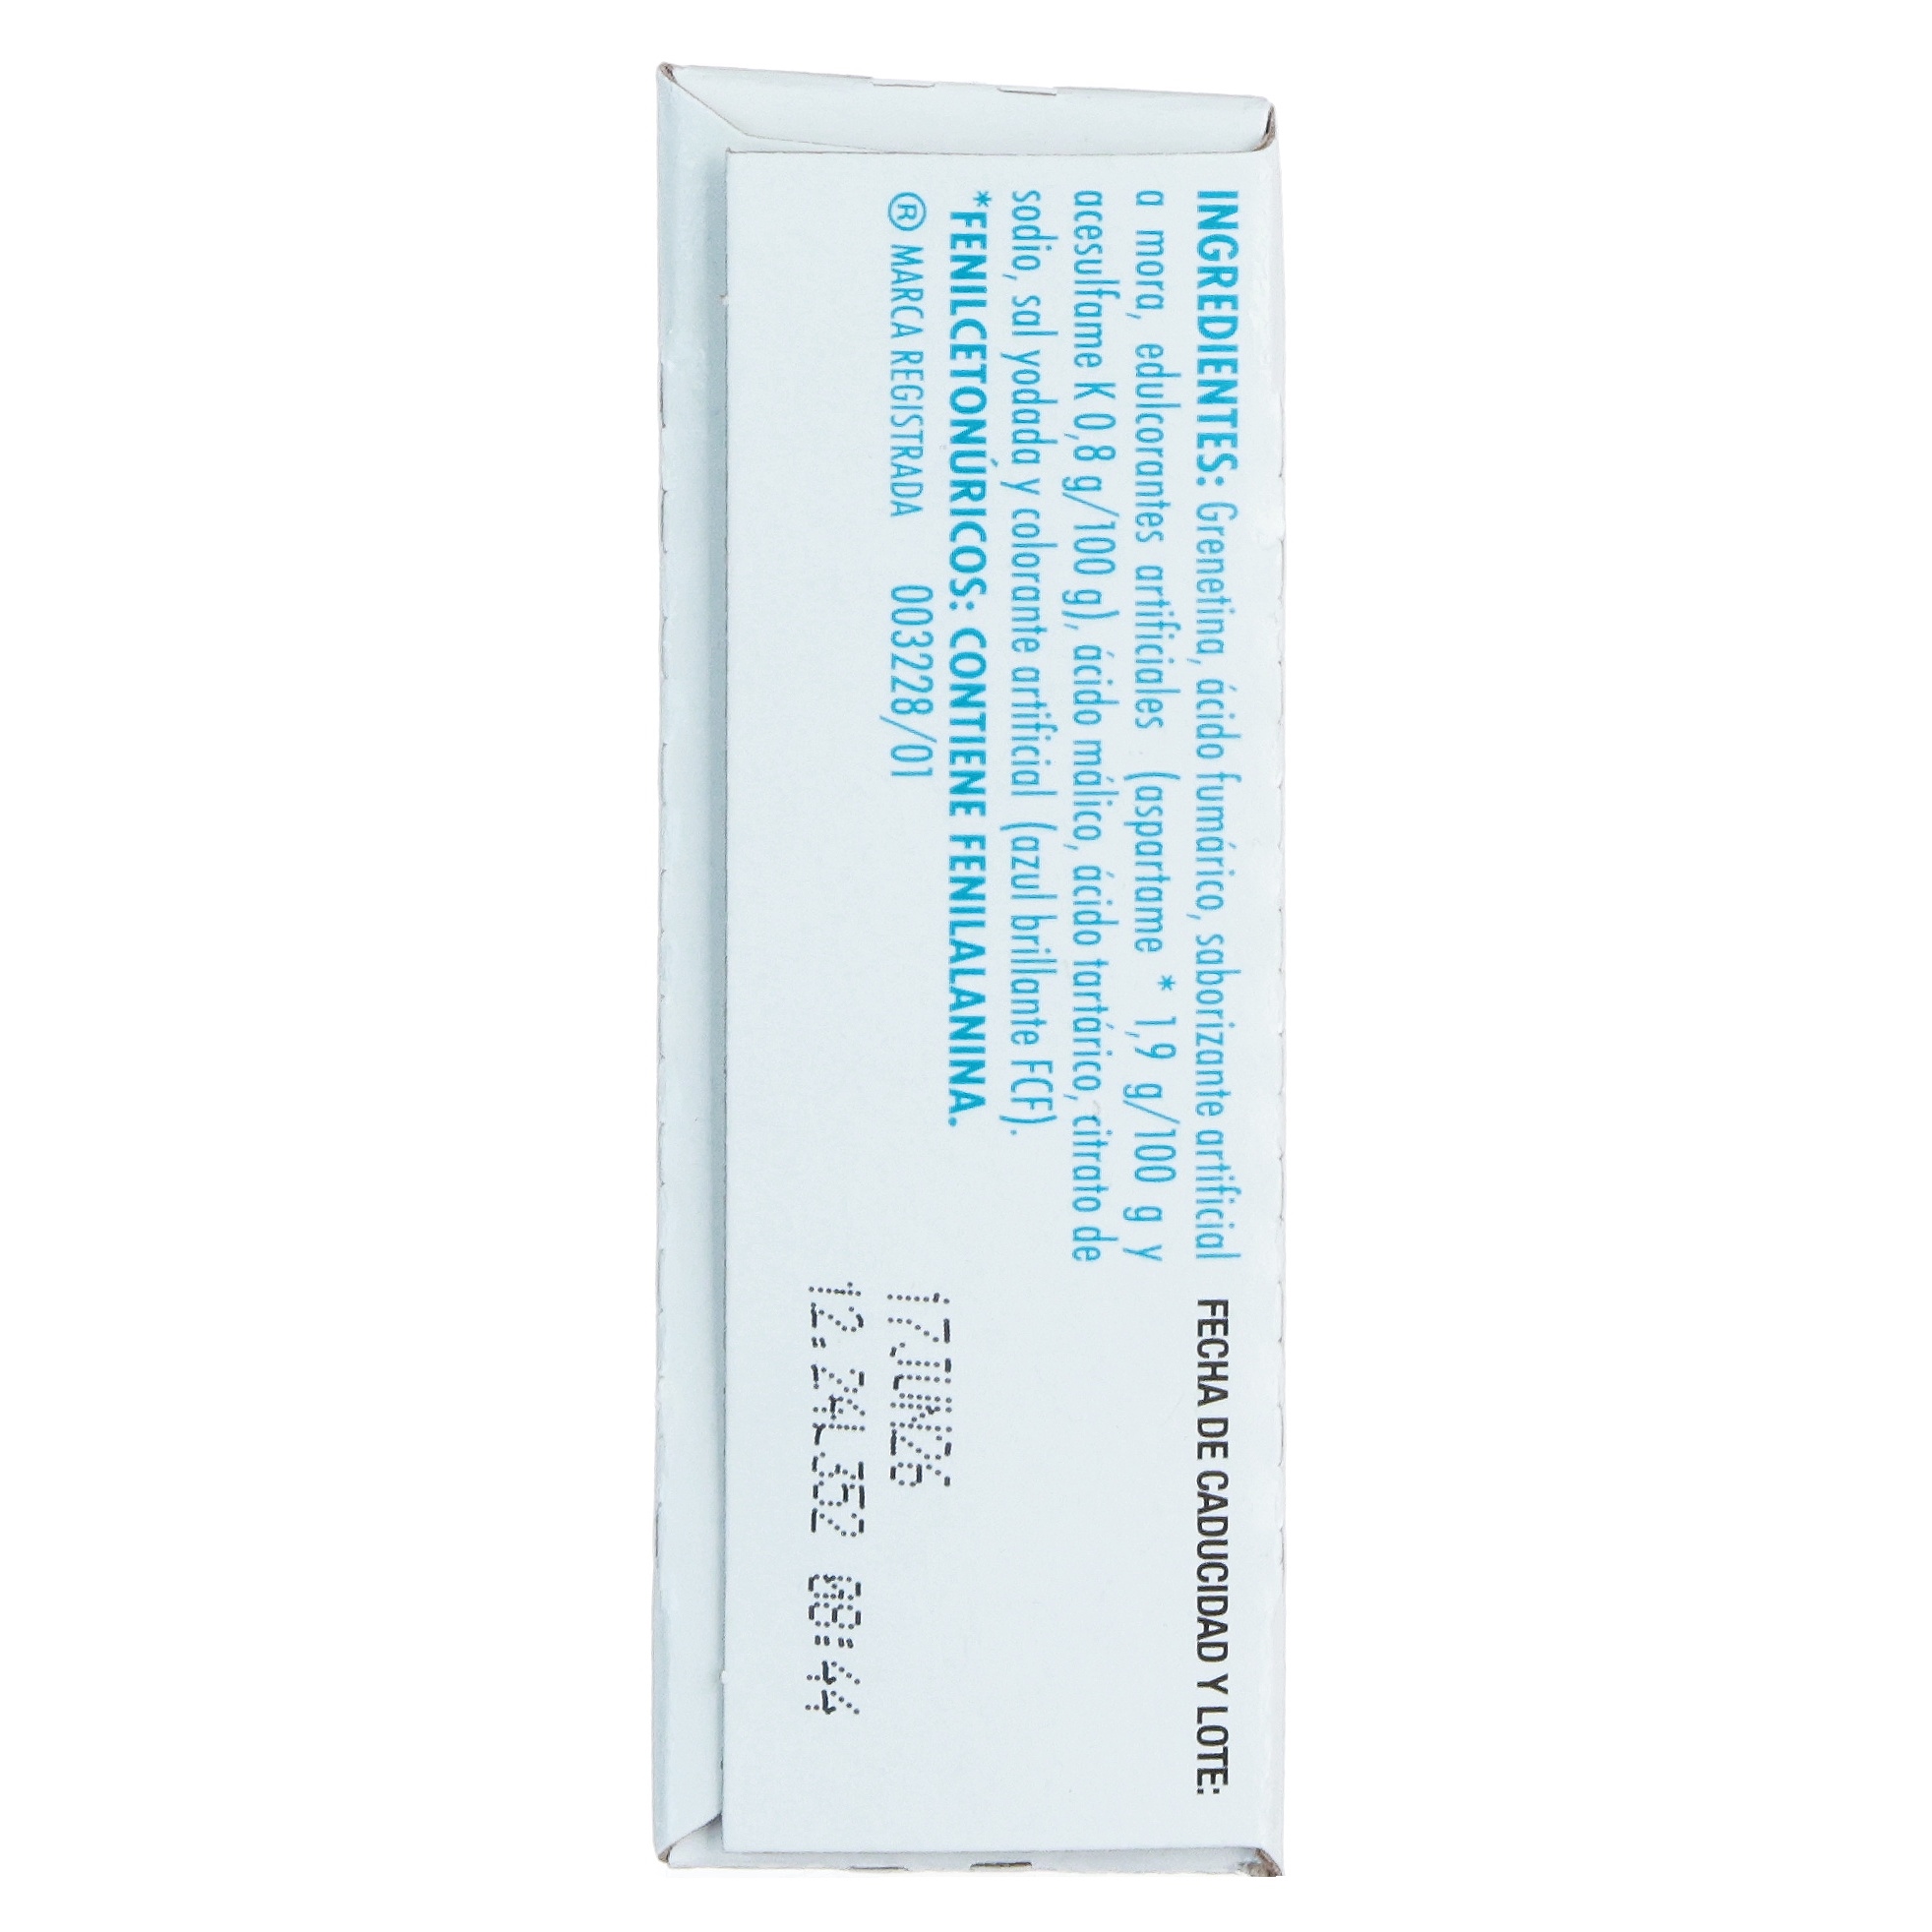 INGREDIENTES: Grenetina, ácido fumárico, saborizante artificial
a mora, edulcorantes artificiales (aspartame * 1,9 g/100 g y
acesulfame K 0,8 g/100 g), ácido málico, ácido tartárico, citrato de
sodio, sal yodada y colorante artificial (azul brillante FCF).
*FENILCETONÚRICOS: CONTIENE FENILALANINA.
® MARCA REGISTRADA 003228/01
FECHA DE CADUCIDAD Y LOTE:
17JUN26
12:24L352 08:44